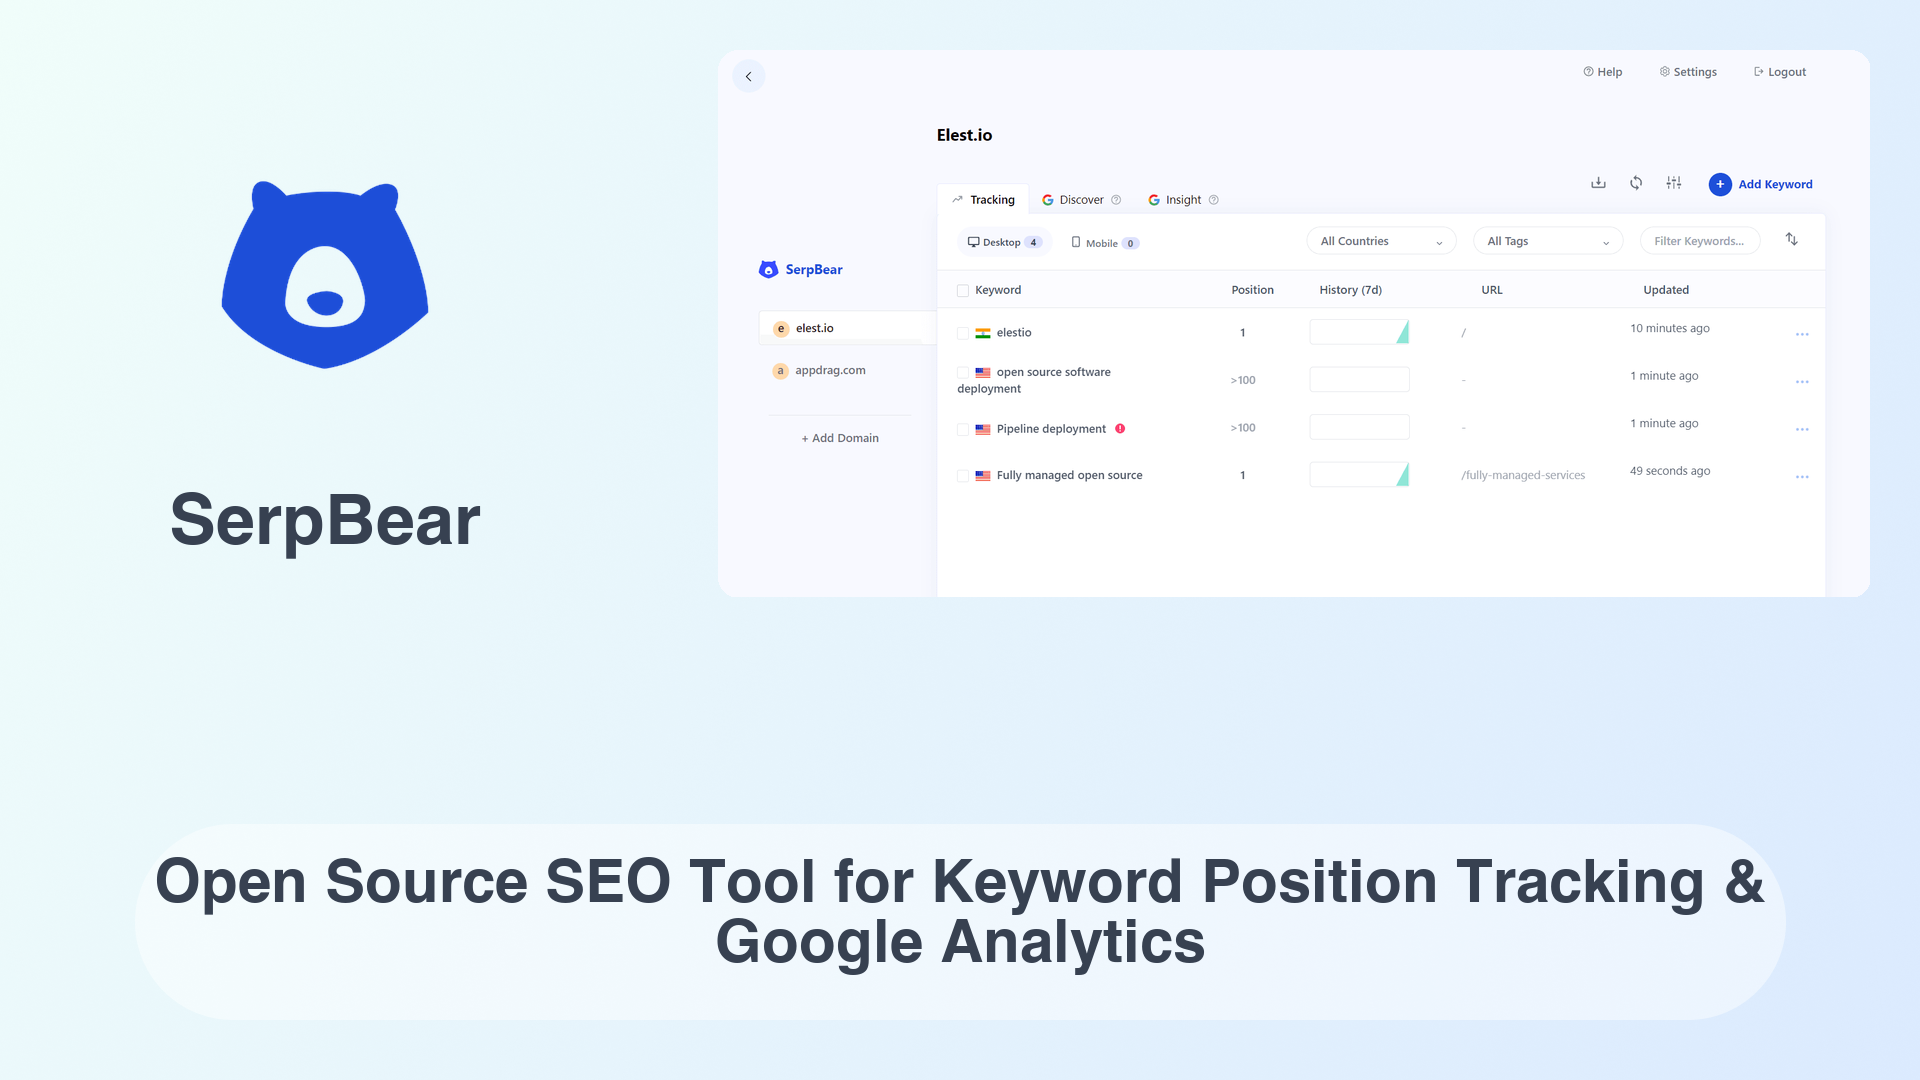 SerpBear
Help Settings Logout
Elest.io
+ Add Keyword
Tracking Discover ? Insight ?
Desktop 4 Mobile 0 All Countries All Tags Filter Keywords...
SerpBear
e elest.io
a appdrag.com
+ Add Domain
Keyword Position History (7d) URL Updated
elestio 1 / 10 minutes ago ...
open source software
deployment >100 - 1 minute ago ...
Pipeline deployment ! >100 - 1 minute ago ...
Fully managed open source 1 /fully-managed-services 49 seconds ago ...
Open Source SEO Tool for Keyword Position Tracking &
Google Analytics